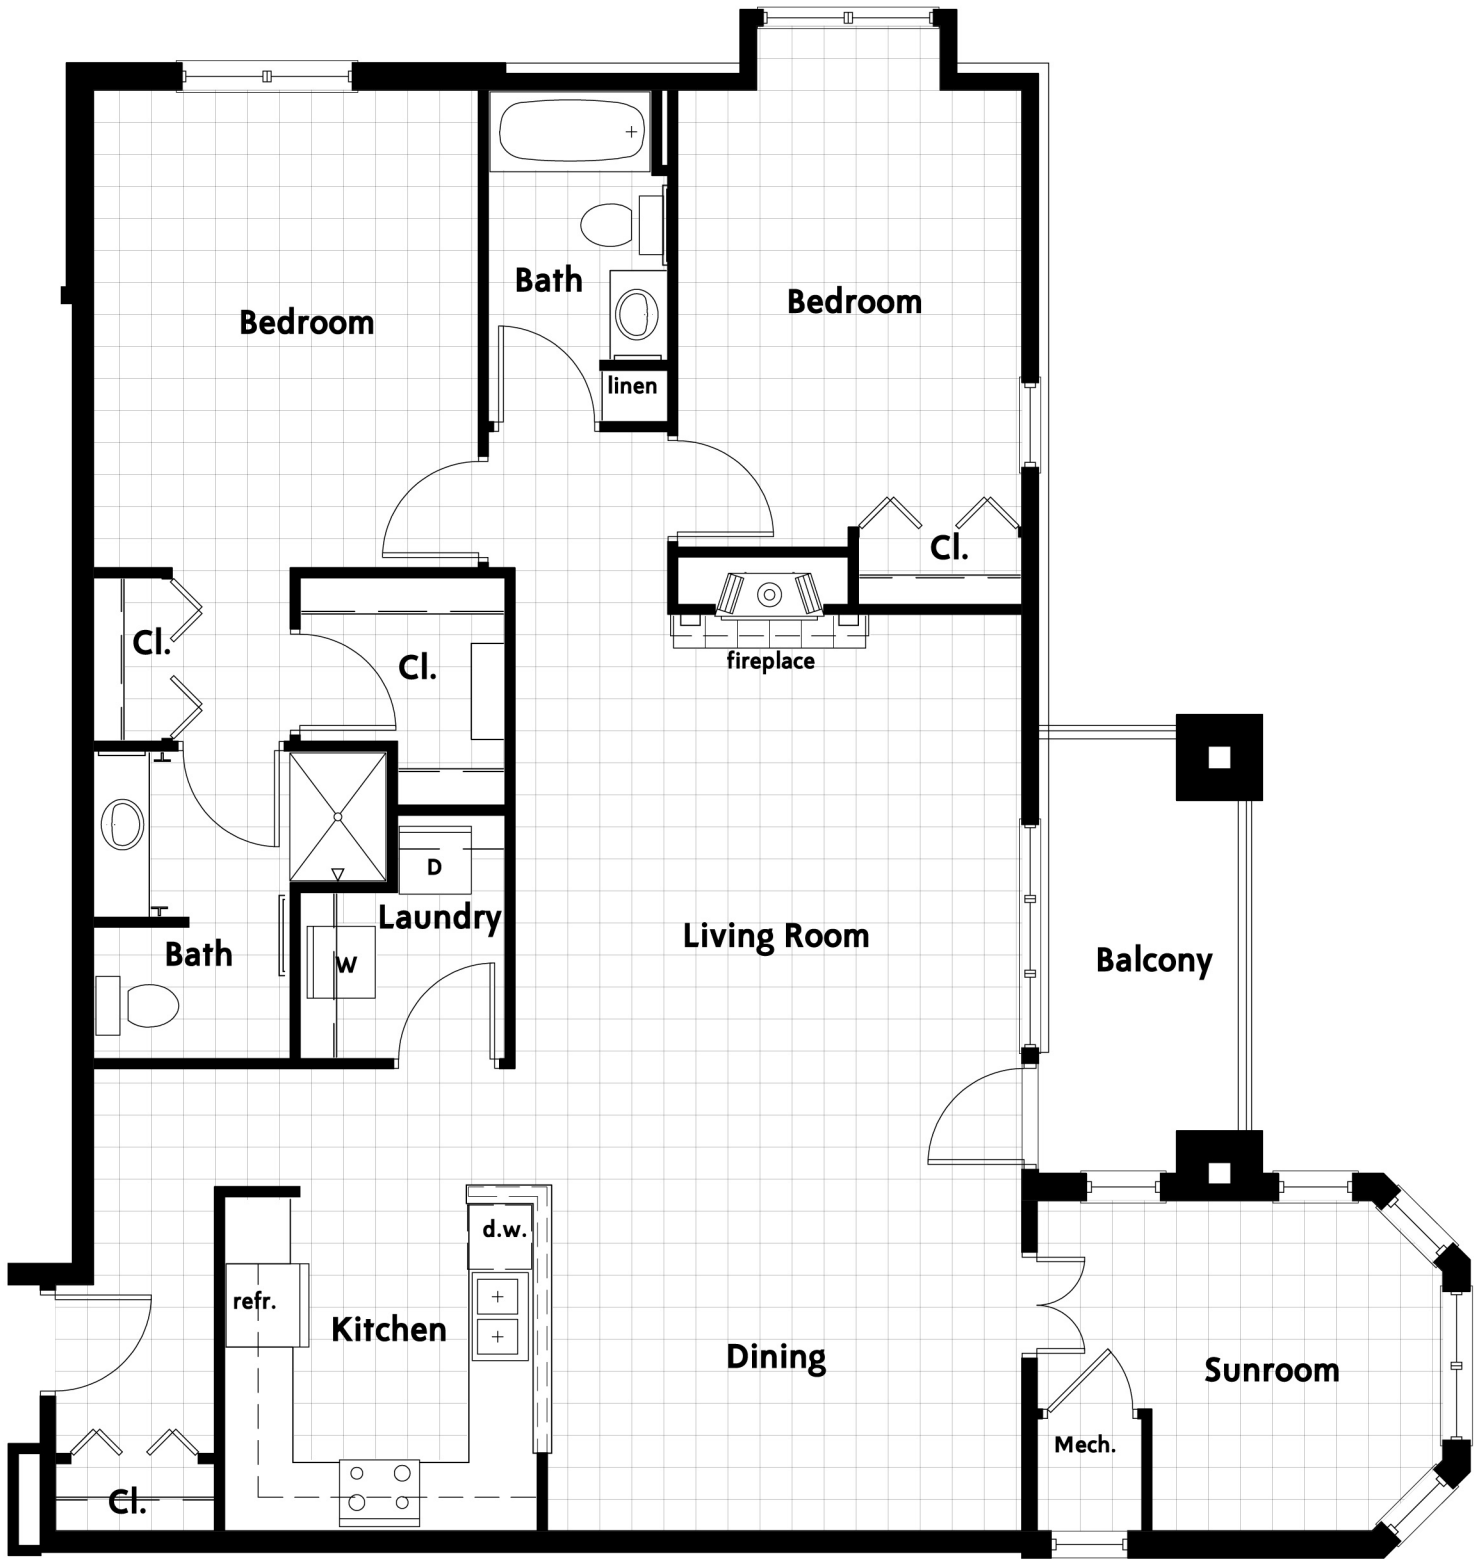 Bath
Bedroom
Bedroom
linen
Cl.
Cl.
Cl.
fireplace
D
Laundry
Living Room
Bath
W
Balcony
d.w.
refr.
Kitchen
Dining
Sunroom
Mech.
Cl.